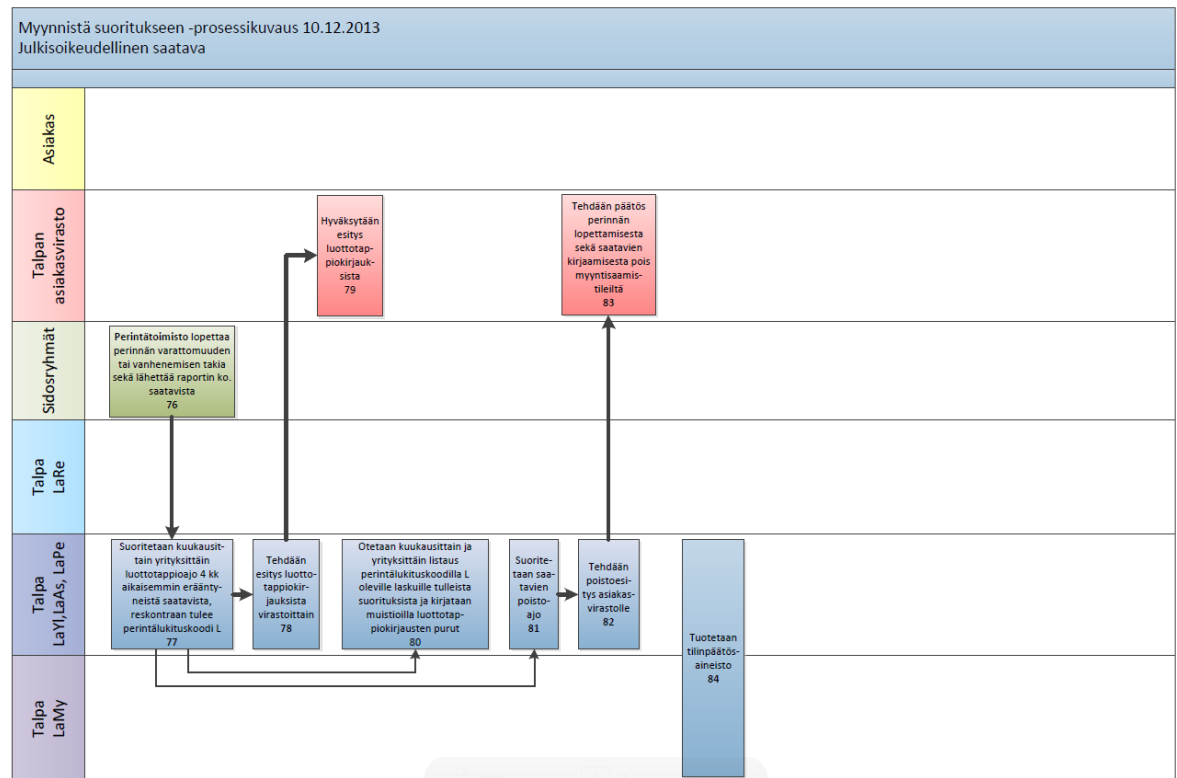 Myynnistä suoritukseen -prosessikuvaus 10.12.2013
Julkisoikeudellinen saatava
Asiakas
Talpan
asiakasvirasto
Hyväksytään
esitys
luottotap-
piokirjauk-
sista
79
Tehdään päätös
perinnän
lopettamisesta
sekä saatavien
kirjaamisesta pois
myyntisaamis-
tileiltä
83
Sidosryhmät
Perintätoimisto lopettaa
perinnän varattomuuden
tai vanhenemisen takia
sekä lähettää raportin ko.
saatavista
76
Talpa
LaRe
Talpa
LaYl,LaAs, LaPe
Suoritetaan kuukausit-
tain yrityksittäin
luottotappioajo 4 kk
aikaisemmin eräänty-
neistä saatavista,
reskontraan tulee
perintälukituskoodi L
77
Tehdään
esitys luotto-
tappiokir-
jauksista
virastoittain
78
Otetaan kuukausittain ja
yrityksittäin listaus
perintälukituskoodilla L
oleville laskuille tulleista
suorituksista ja kirjataan
muistioilla luottotap-
piokirjausten purut
80
Suorite-
taan saa-
tavien
poisto-
ajo
81
Tehdään
poistoesi-
tys asiakas-
virastolle
82
Tuotetaan
tilinpäätös-
aineisto
84
Talpa
LaMy